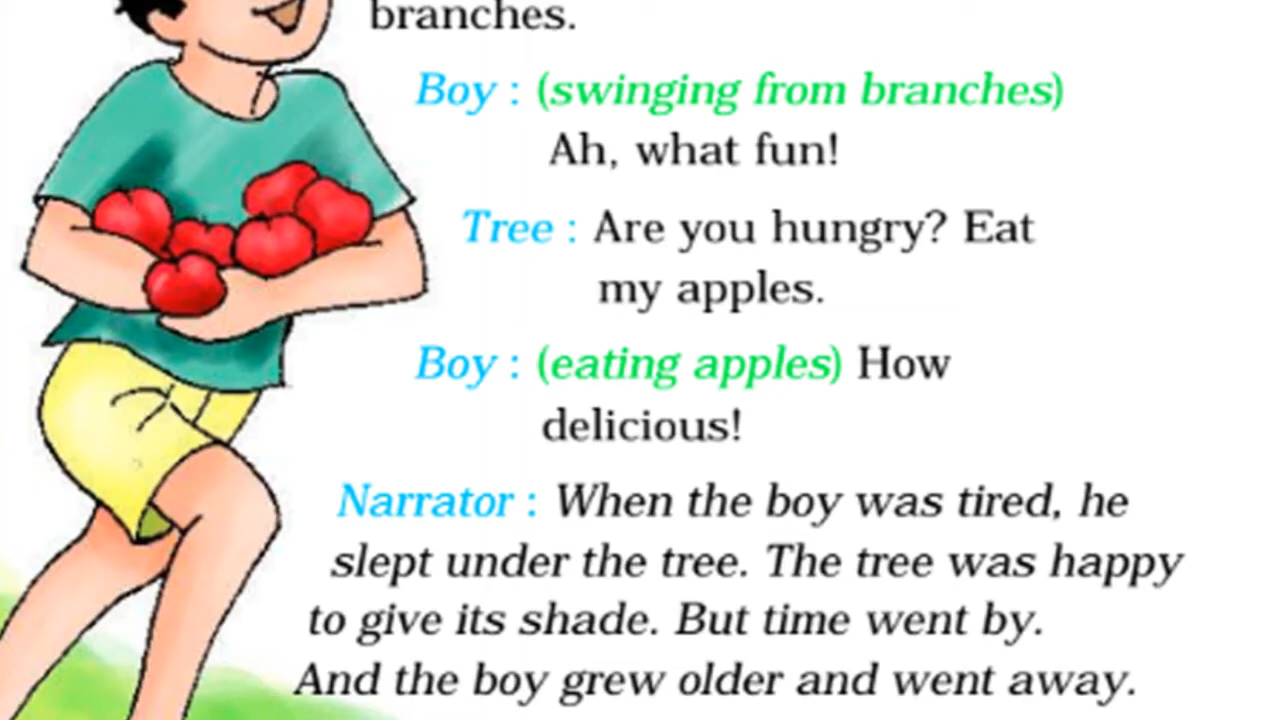 branches.
Boy : (swinging from branches)
Ah, what fun!
Tree : Are you hungry? Eat
my apples.
Boy : (eating apples) How
delicious!
Narrator : When the boy was tired, he
slept under the tree. The tree was happy
to give its shade. But time went by.
And the boy grew older and went away.